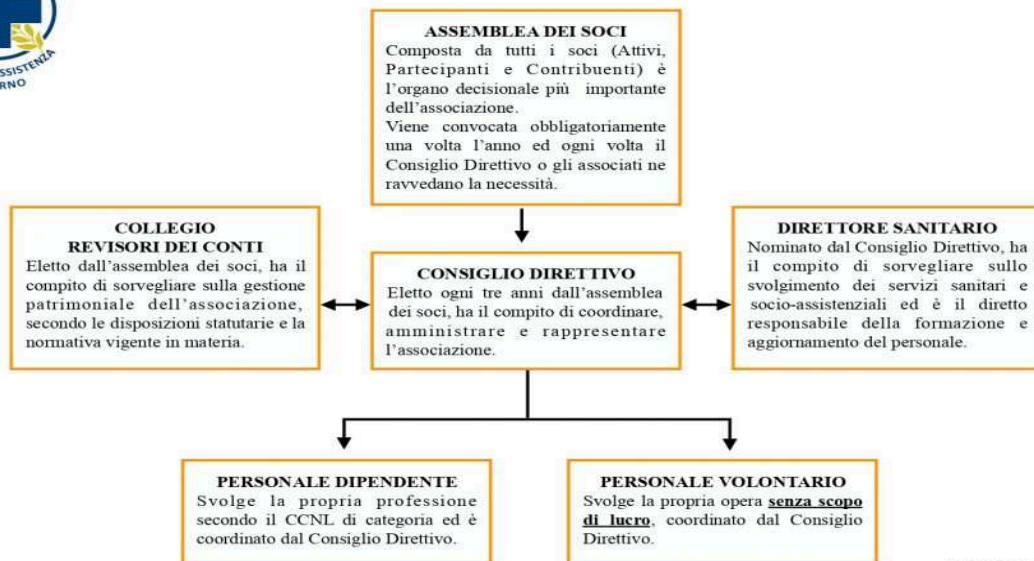 SSISTENZA
RNO
ASSEMBLEA DEI SOCI
Composta da tutti i soci (Attivi,
Partecipanti e Contribuenti) è
l'organo decisionale più importante
dell'associazione.
Viene convocata obbligatoriamente
una volta l'anno ed ogni volta il
Consiglio Direttivo o gli associati ne
ravvedano la necessità.
COLLEGIO
REVISORI DEI CONTI
Eletto dall'assemblea dei soci, ha il
compito di sorvegliare sulla gestione
patrimoniale dell'associazione,
secondo le disposizioni statutarie e la
normativa vigente in materia.
CONSIGLIO DIRETTIVO
Eletto ogni tre anni dall'assemblea
dei soci, ha il compito di coordinare,
amministrare e rappresentare
l'associazione.
DIRETTORE SANITARIO
Nominato dal Consiglio Direttivo, ha
il compito di sorvegliare sullo
svolgimento dei servizi sanitari e
socio-assistenziali ed è il diretto
responsabile della formazione e
aggiornamento del personale.
PERSONALE DIPENDENTE
Svolge la propria professione
secondo il CCNL di categoria ed è
coordinato dal Consiglio Direttivo.
PERSONALE VOLONTARIO
Svolge la propria opera senza scopo
di lucro, coordinato dal Consiglio
Direttivo.